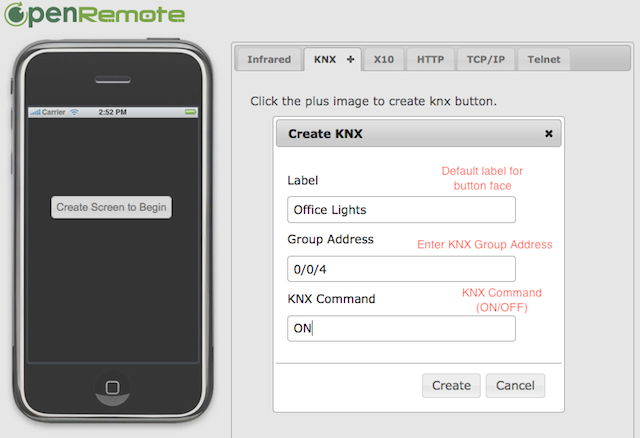 OpenRemote
Carrier 2:52 PM
Create Screen to Begin
Infrared KNX + X10 HTTP TCP/IP Telnet
Click the plus image to create knx button.
Create KNX ×
Label
Default label for
button face
Office Lights
Group Address
Enter KNX Group Address
0/0/4
KNX Command
KNX Command
(ON/OFF)
ON
Create Cancel